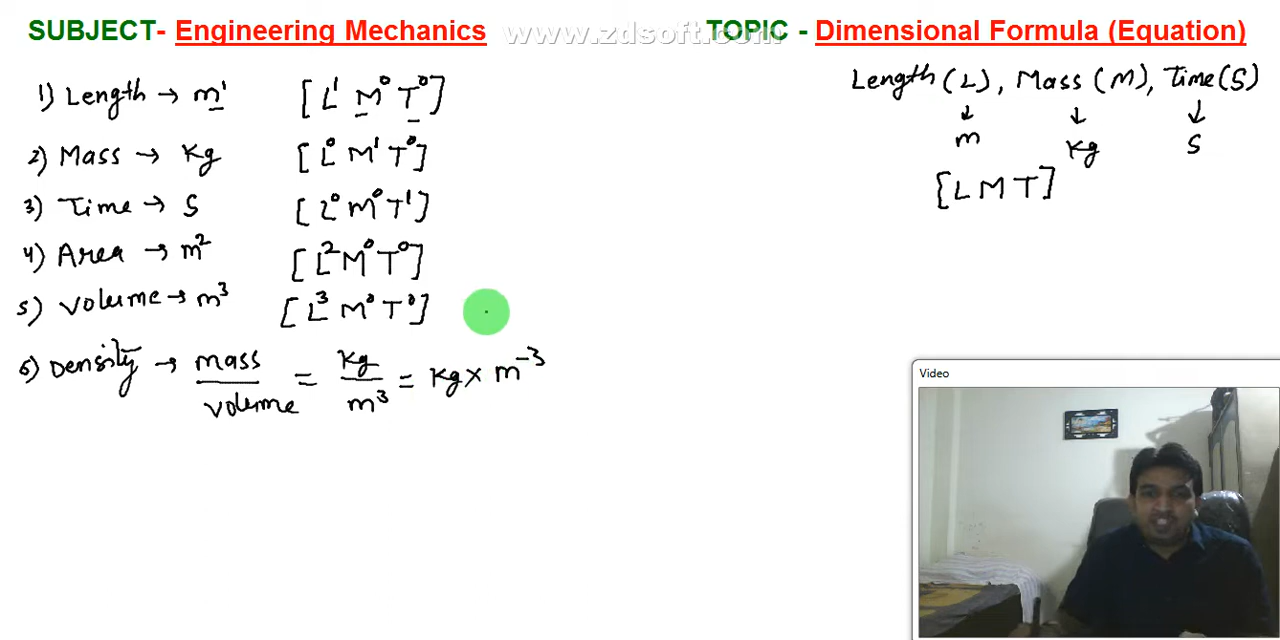 SUBJECT- Engineering Mechanics www.zdsoft.com TOPIC - Dimensional Formula (Equation)
Length (L), Mass (M), Time (S)
↓ ↓ ↓
m Kg S
[L M T]
1) Length → m¹ [L¹ M⁰ T⁰]
2) Mass → Kg [L⁰ M¹ T⁰]
3) Time → S [L⁰ M⁰ T¹]
4) Area → m² [L² M⁰ T⁰]
5) Volume → m³ [L³ M⁰ T⁰]
6) Density → mass/volume = Kg/m³ = Kg × m⁻³
Video